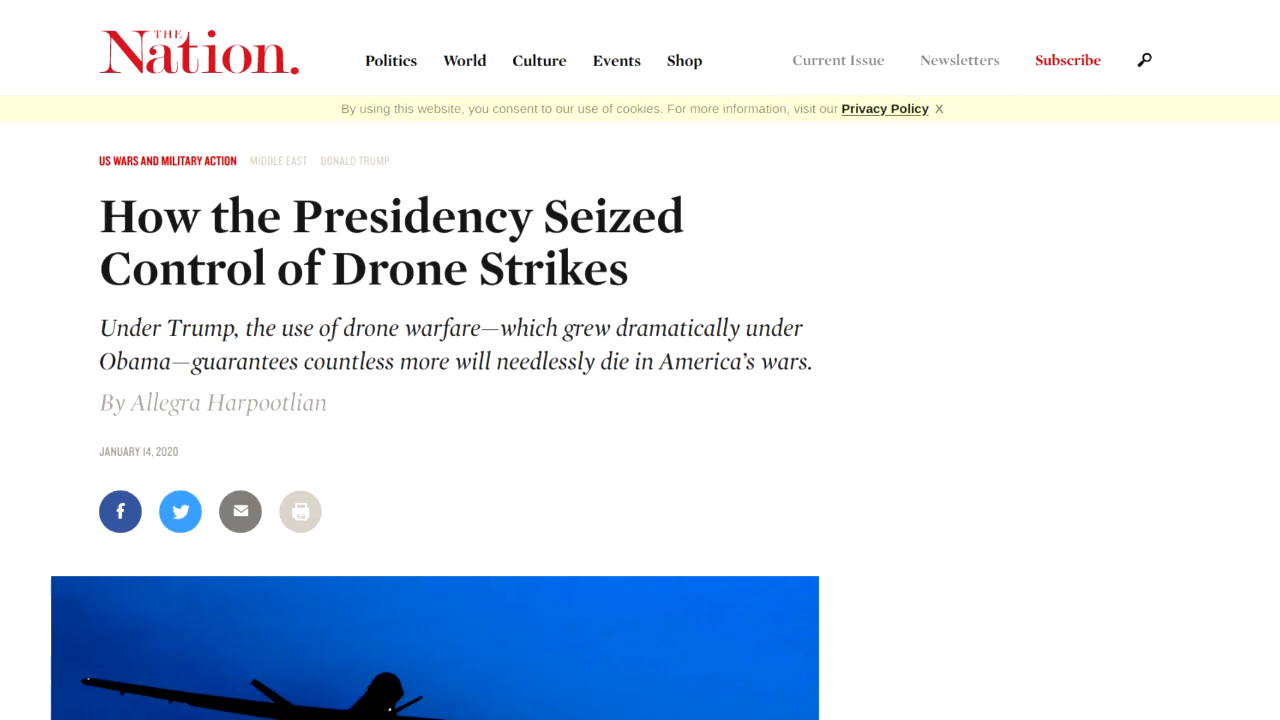 THE
Nation.
Politics World Culture Events Shop Current Issue Newsletters Subscribe
By using this website, you consent to our use of cookies. For more information, visit our Privacy Policy X
US WARS AND MILITARY ACTION MIDDLE EAST DONALD TRUMP
How the Presidency Seized
Control of Drone Strikes
Under Trump, the use of drone warfare—which grew dramatically under
Obama—guarantees countless more will needlessly die in America’s wars.
By Allegra Harpootlian
JANUARY 14, 2020